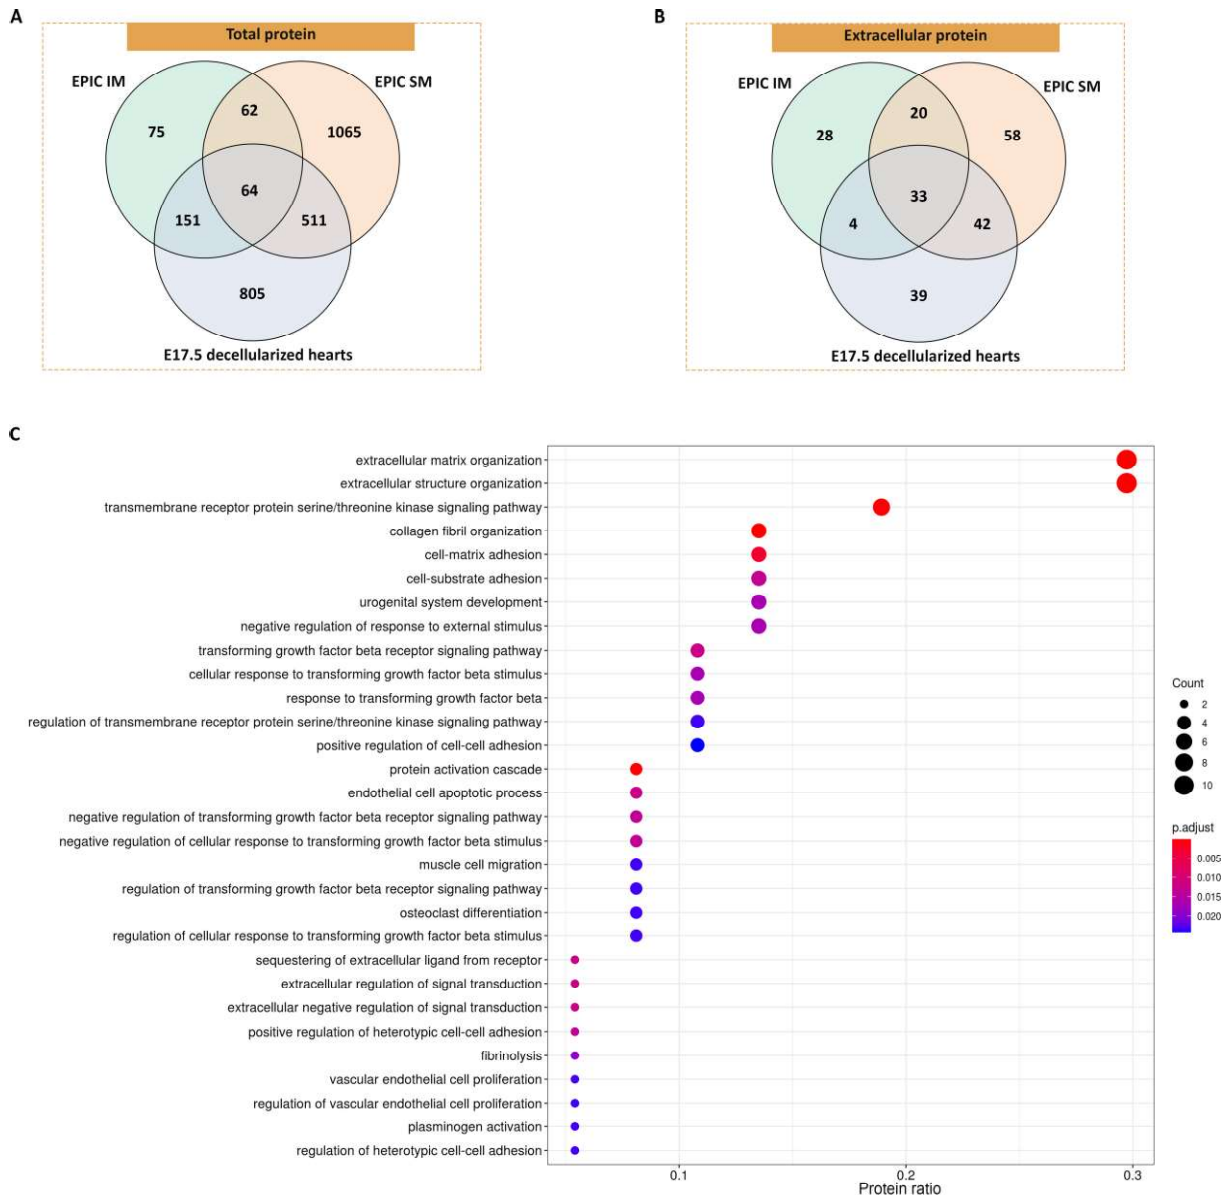 A
Total protein
EPIC IM
EPIC SM
75
62
1065
64
151
511
805
E17.5 decellularized hearts
B
Extracellular protein
EPIC IM
EPIC SM
28
20
58
33
4
42
39
E17.5 decellularized hearts
C
extracellular matrix organization
extracellular structure organization
transmembrane receptor protein serine/threonine kinase signaling pathway
collagen fibril organization
cell-matrix adhesion
cell-substrate adhesion
urogenital system development
negative regulation of response to external stimulus
transforming growth factor beta receptor signaling pathway
cellular response to transforming growth factor beta stimulus
response to transforming growth factor beta
regulation of transmembrane receptor protein serine/threonine kinase signaling pathway
positive regulation of cell-cell adhesion
protein activation cascade
endothelial cell apoptotic process
negative regulation of transforming growth factor beta receptor signaling pathway
negative regulation of cellular response to transforming growth factor beta stimulus
muscle cell migration
regulation of transforming growth factor beta receptor signaling pathway
osteoclast differentiation
regulation of cellular response to transforming growth factor beta stimulus
sequestering of extracellular ligand from receptor
extracellular regulation of signal transduction
extracellular negative regulation of signal transduction
positive regulation of heterotypic cell-cell adhesion
fibrinolysis
vascular endothelial cell proliferation
regulation of vascular endothelial cell proliferation
plasminogen activation
regulation of heterotypic cell-cell adhesion
0.1
0.2
0.3
Protein ratio
Count
2
4
6
8
10
p.adjust
0.005
0.010
0.015
0.020